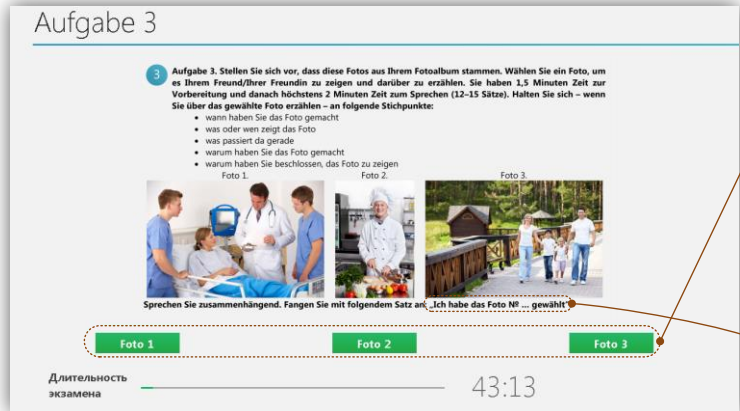 Aufgabe 3
3 Aufgabe 3. Stellen Sie sich vor, dass diese Fotos aus Ihrem Fotoalbum stammen. Wählen Sie ein Foto, um
es Ihrem Freund/Ihrer Freundin zu zeigen und darüber zu erzählen. Sie haben 1,5 Minuten Zeit zur
Vorbereitung und danach höchstens 2 Minuten Zeit zum Sprechen (12–15 Sätze). Halten Sie sich – wenn
Sie über das gewählte Foto erzählen – an folgende Stichpunkte:
• wann haben Sie das Foto gemacht
• was oder wen zeigt das Foto
• was passiert da gerade
• warum haben Sie das Foto gemacht
• warum haben Sie beschlossen, das Foto zu zeigen
Foto 1. Foto 2. Foto 3.
Sprechen Sie zusammenhängend. Fangen Sie mit folgendem Satz an: „Ich habe das Foto № ... gewählt"
Foto 1 Foto 2 Foto 3
Длительность
экзамена
43:13